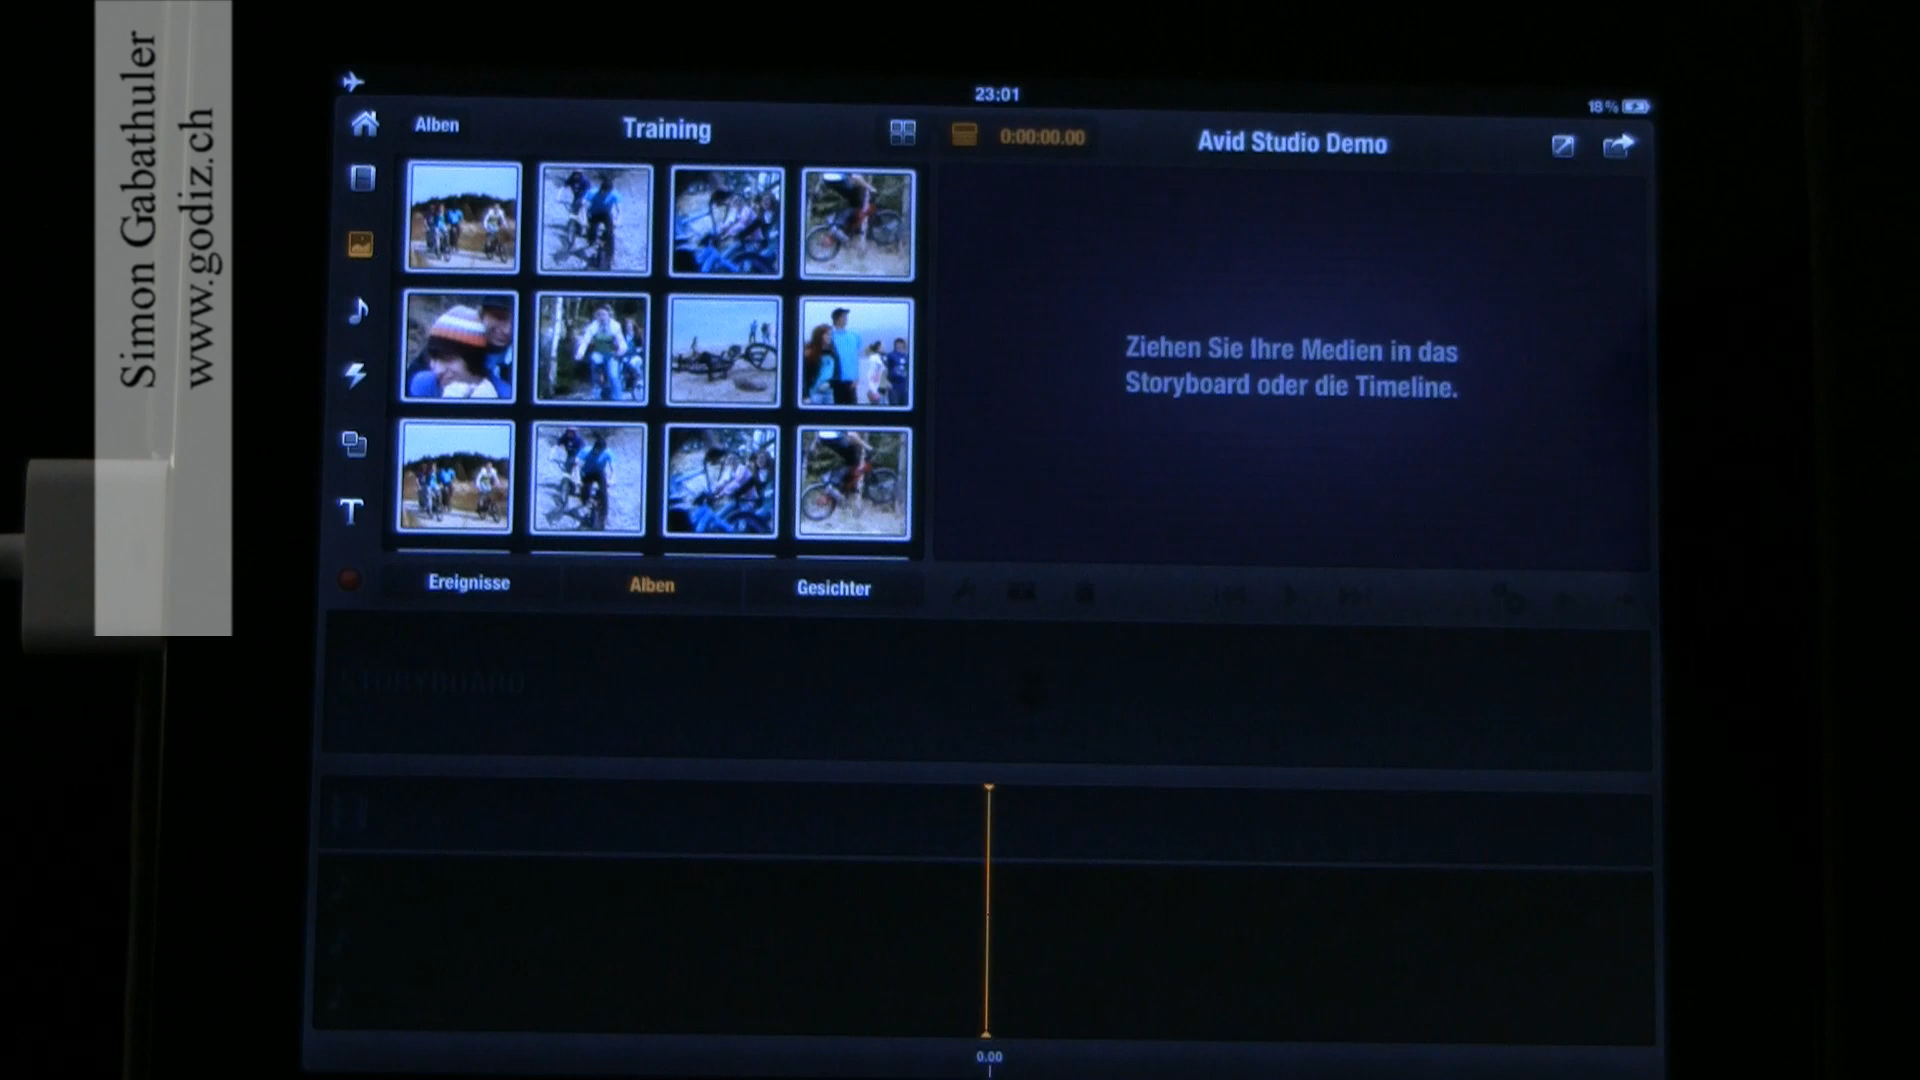 Simon Gabathuler
www.godiz.ch
23:01
18%
Alben
Training
0:00:00.00
Avid Studio Demo
Ziehen Sie Ihre Medien in das
Storyboard oder die Timeline.
T
Ereignisse
Alben
Gesichter
STORYBOARD
0.00